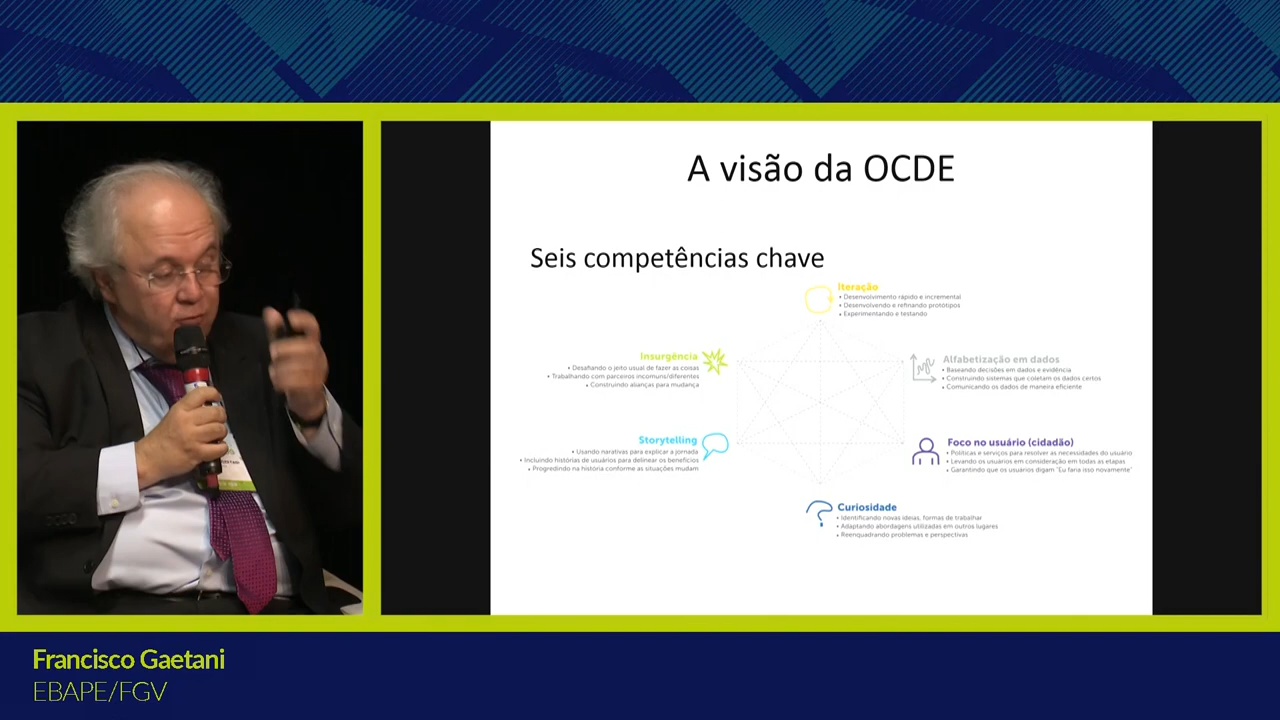 A visão da OCDE
Seis competências chave
Iteração
• Desenvolvimento rápido e incremental
• Desenvolvendo e refinando protótipos
• Experimentando e testando
Insurgência
• Desafiando o jeito usual de fazer as coisas
• Trabalhando com parceiros incomuns/diferentes
• Construindo alianças para mudança
Alfabetização em dados
• Baseando decisões em dados e evidência
• Construindo sistemas que coletam os dados certos
• Comunicando os dados de maneira eficiente
Storytelling
• Usando narrativas para explicar a jornada
• Incluindo histórias de usuários para delinear os benefícios
• Progredindo na história conforme as situações mudam
Foco no usuário (cidadão)
• Políticas e serviços para resolver as necesidades do usuário
• Levando os usuários em consideração em todas as etapas
• Garantindo que os usuários digam "Eu faria isso novamente"
Curiosidade
• Identificando novas ideias, formas de trabalhar
• Adaptando abordagens utilizadas em outros lugares
• Reenquadrando problemas e perspectivas
Francisco Gaetani
EBAPE/FGV